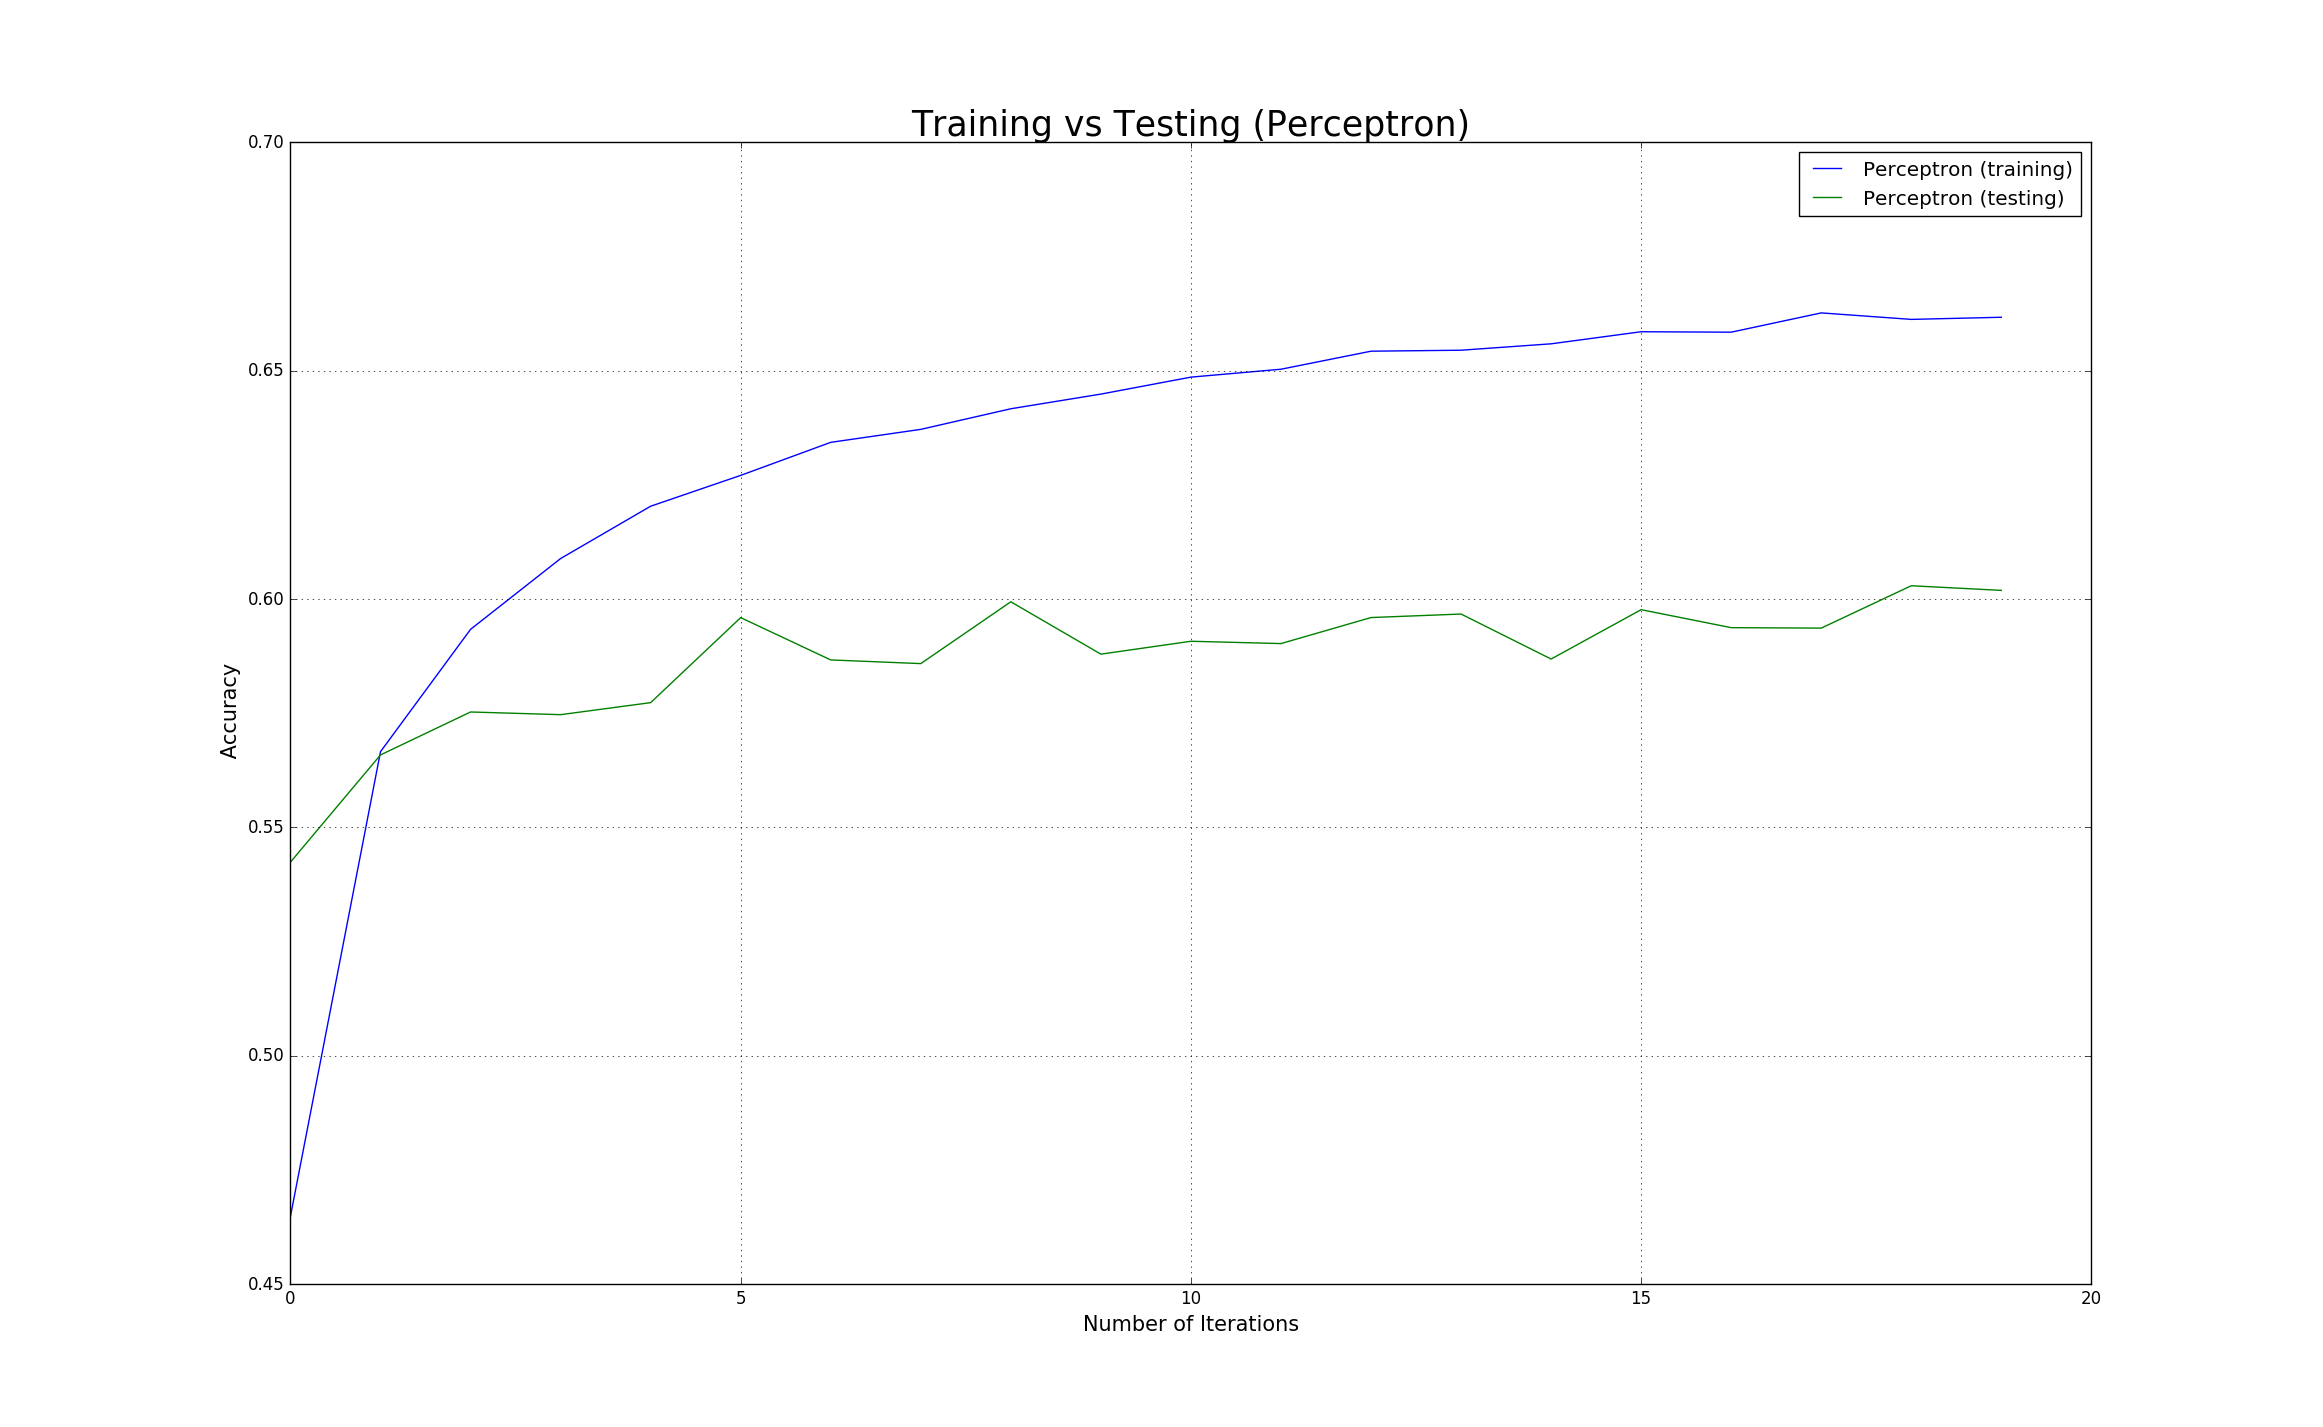 Training vs Testing (Perceptron)
0.70
0.65
0.60
0.55
0.50
0.45
Accuracy
Perceptron (training)
Perceptron (testing)
0
5
10
15
20
Number of Iterations